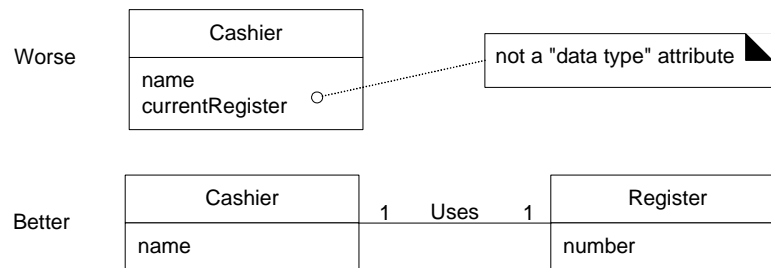 Worse
Cashier
name
currentRegister
not a "data type" attribute
Better
Cashier
name
1 Uses 1
Register
number